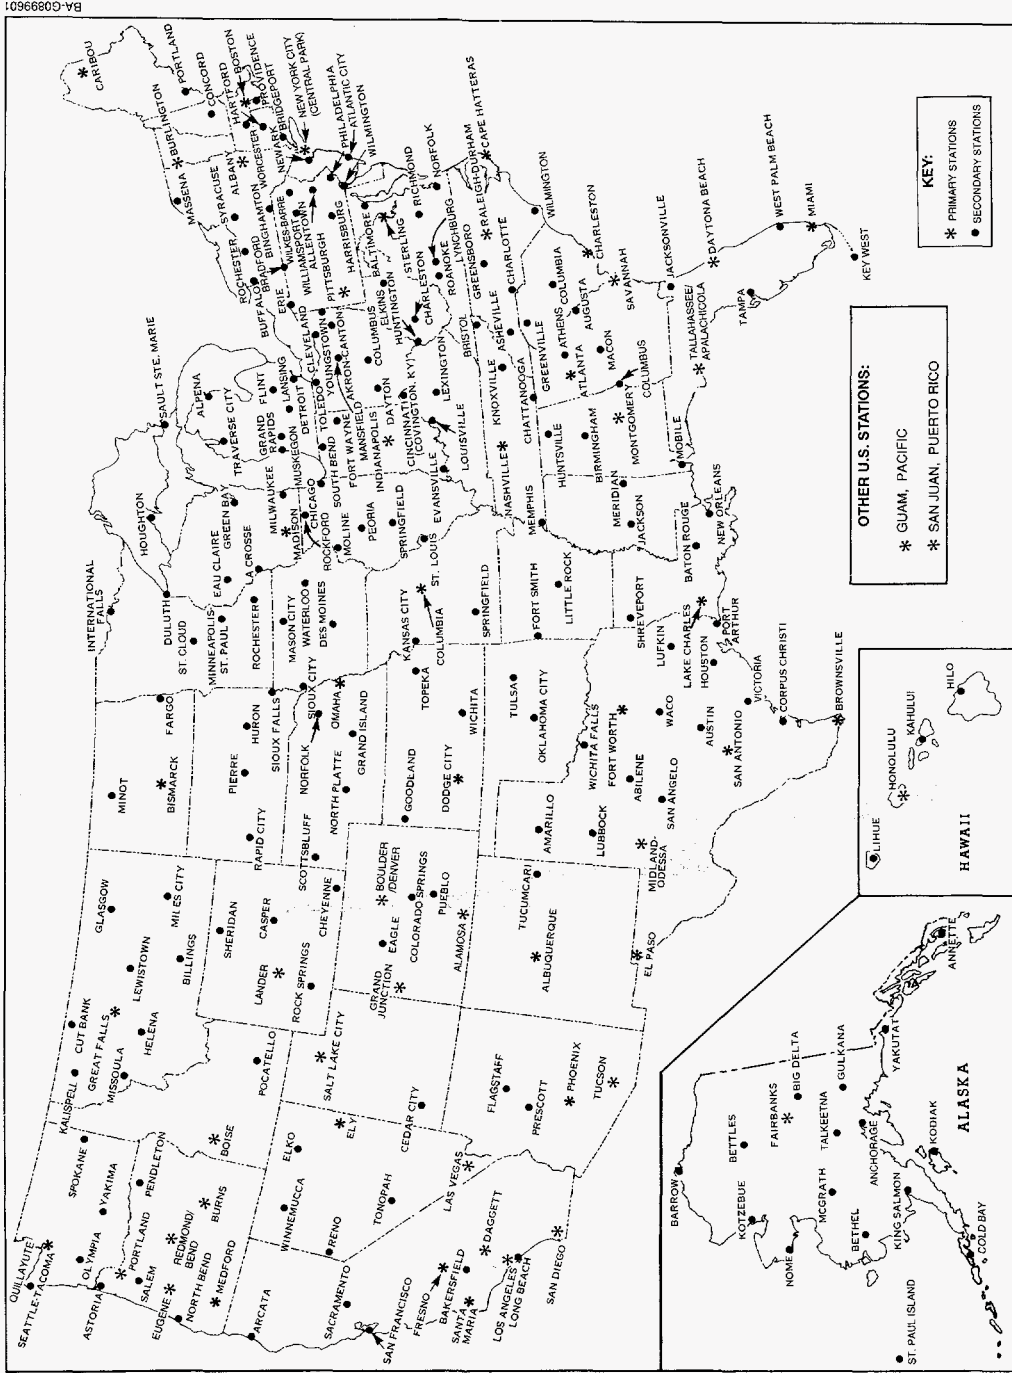 BA-G0899601
QUILLAYUTE
SEATTLE-TACOMA
OLYMPIA
ASTORIA
PORTLAND
SALEM
EUGENE
REDMOND/
BEND
NORTH BEND
MEDFORD
BURNS
SPOKANE
YAKIMA
PENDLETON
BOISE
POCATELLO
KALISPELL
CUT BANK
GREAT FALLS
MISSOULA
HELENA
LEWISTOWN
BILLINGS
GLASGOW
MILES CITY
SHERIDAN
CASPER
LANDER
ROCK SPRINGS
CHEYENNE
ARCATA
SACRAMENTO
SAN FRANCISCO
FRESNO
BAKERSFIELD
SANTA
MARIA
DAGGETT
LOS ANGELES
LONG BEACH
SAN DIEGO
WINNEMUCCA
RENO
ELKO
ELY
TONOPAH
LAS VEGAS
SALT LAKE CITY
CEDAR CITY
FLAGSTAFF
PRESCOTT
PHOENIX
TUCSON
GRAND
JUNCTION
EAGLE
BOULDER
/DENVER
COLORADO SPRINGS
PUEBLO
ALAMOSA
TUCUMCARI
ALBUQUERQUE
MINOT
BISMARCK
FARGO
PIERRE
HURON
RAPID CITY
SIOUX FALLS
SCOTTSBLUFF
NORFOLK
NORTH PLATTE
GRAND ISLAND
OMAHA
GOODLAND
DODGE CITY
TOPEKA
WICHITA
TULSA
OKLAHOMA CITY
AMARILLO
LUBBOCK
WICHITA FALLS
FORT WORTH
ABILENE
MIDLAND-
ODESSA
SAN ANGELO
WACO
AUSTIN
SAN ANTONIO
EL PASO
LUFKIN
HOUSTON
PORT
ARTHUR
VICTORIA
CORPUS CHRISTI
BROWNSVILLE
INTERNATIONAL
FALLS
DULUTH
ST. CLOUD
MINNEAPOLIS-
ST. PAUL
ROCHESTER
SIOUX CITY
MASON CITY
WATERLOO
DES MOINES
KANSAS CITY
COLUMBIA
ST. LOUIS
SPRINGFIELD
FORT SMITH
LITTLE ROCK
SHREVEPORT
LAKE CHARLES
BATON ROUGE
NEW ORLEANS
HOUGHTON
EAU CLAIRE
GREEN BAY
LA CROSSE
MILWAUKEE
MADISON
CHICAGO
ROCKFORD
MOLINE
PEORIA
SPRINGFIELD
SAULT STE. MARIE
ALPENA
TRAVERSE CITY
GRAND
RAPIDS
FLINT
LANSING
MUSKEGON
DETROIT
SOUTH BEND
FORT WAYNE
INDIANAPOLIS
EVANSVILLE
TOLEDO
CLEVELAND
YOUNGSTOWN
AKRON-CANTON
MANSFIELD
COLUMBUS
DAYTON
CINCINNATI
(COVINGTON, KY)
LEXINGTON
LOUISVILLE
MEMPHIS
NASHVILLE
KNOXVILLE
CHATTANOOGA
BRISTOL
JACKSON
MERIDIAN
HUNTSVILLE
BIRMINGHAM
MONTGOMERY
MOBILE
ATHENS
ATLANTA
AUGUSTA
MACON
COLUMBUS
SAVANNAH
TALLAHASSEE/
APALACHICOLA
JACKSONVILLE
DAYTONA BEACH
TAMPA
WEST PALM BEACH
MIAMI
KEY WEST
GREENVILLE
COLUMBIA
CHARLESTON
ASHEVILLE
CHARLOTTE
GREENSBORO
RALEIGH-DURHAM
CAPE HATTERAS
WILMINGTON
HUNTINGTON
CHARLESTON
ELKINS
ROANOKE
LYNCHBURG
STERLING
RICHMOND
NORFOLK
BALTIMORE
WILMINGTON
ATLANTIC CITY
PHILADELPHIA
HARRISBURG
PITTSBURGH
ALLENTOWN
WILLIAMSPORT
WILKES-BARRE
ERIE
BRADFORD
BUFFALO
ROCHESTER
BINGHAMTON
SYRACUSE
ALBANY
MASSENA
NEW YORK CITY
(CENTRAL PARK)
NEWARK
BRIDGEPORT
PROVIDENCE
WORCESTER
HARTFORD
BOSTON
CONCORD
BURLINGTON
PORTLAND
CARIBOU
KEY:
* PRIMARY STATIONS
● SECONDARY STATIONS
OTHER U.S. STATIONS:
* GUAM, PACIFIC
* SAN JUAN, PUERTO RICO
LIHUE
HONOLULU
KAHULUI
HILO
HAWAII
BARROW
KOTZEBUE
NOME
BETTLES
FAIRBANKS
BIG DELTA
TALKEETNA
GULKANA
MCGRATH
BETHEL
ANCHORAGE
KING SALMON
KODIAK
COLD BAY
ST. PAUL ISLAND
YAKUTAT
ANNETTE
ALASKA